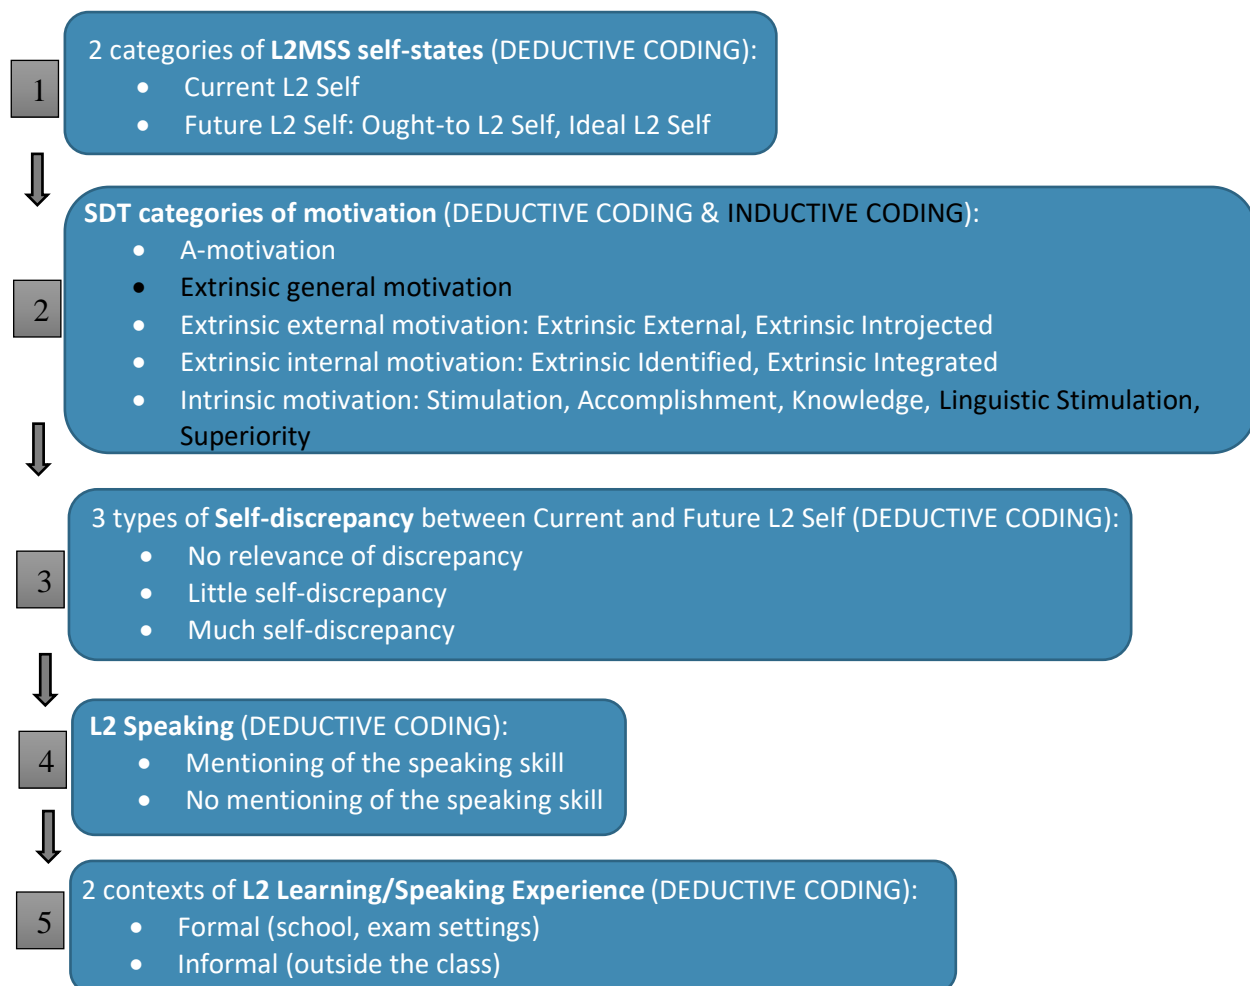 2 categories of L2MSS self-states (DEDUCTIVE CODING):
1
• Current L2 Self
• Future L2 Self: Ought-to L2 Self, Ideal L2 Self
SDT categories of motivation (DEDUCTIVE CODING & INDUCTIVE CODING):
• A-motivation
• Extrinsic general motivation
2
• Extrinsic external motivation: Extrinsic External, Extrinsic Introjected
• Extrinsic internal motivation: Extrinsic Identified, Extrinsic Integrated
• Intrinsic motivation: Stimulation, Accomplishment, Knowledge, Linguistic Stimulation,
Superiority
3 types of Self-discrepancy between Current and Future L2 Self (DEDUCTIVE CODING):
• No relevance of discrepancy
3
• Little self-discrepancy
• Much self-discrepancy
L2 Speaking (DEDUCTIVE CODING):
4
• Mentioning of the speaking skill
• No mentioning of the speaking skill
2 contexts of L2 Learning/Speaking Experience (DEDUCTIVE CODING):
5
• Formal (school, exam settings)
• Informal (outside the class)